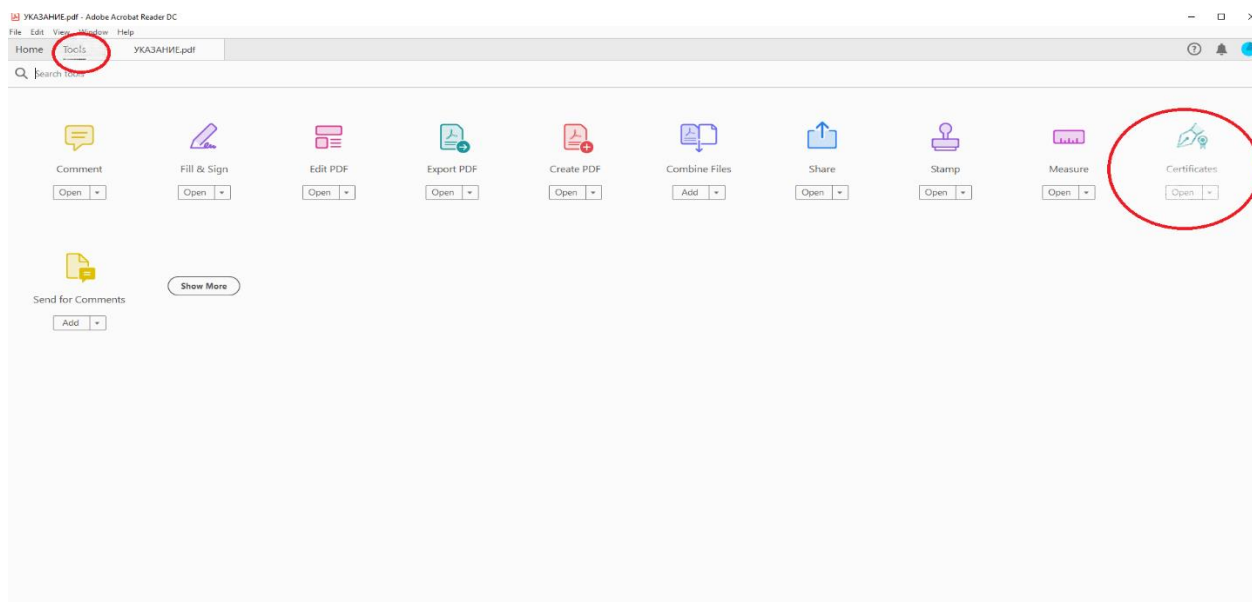 УКАЗАНИЕ.pdf - Adobe Acrobat Reader DC
File Edit View Window Help
Home Tools УКАЗАНИЕ.pdf
Search tools
Comment Fill & Sign Edit PDF Export PDF Create PDF Combine Files Share Stamp Measure Certificates
Open Open Open Open Open Add Open Open Open Open
Send for Comments
Show More
Add